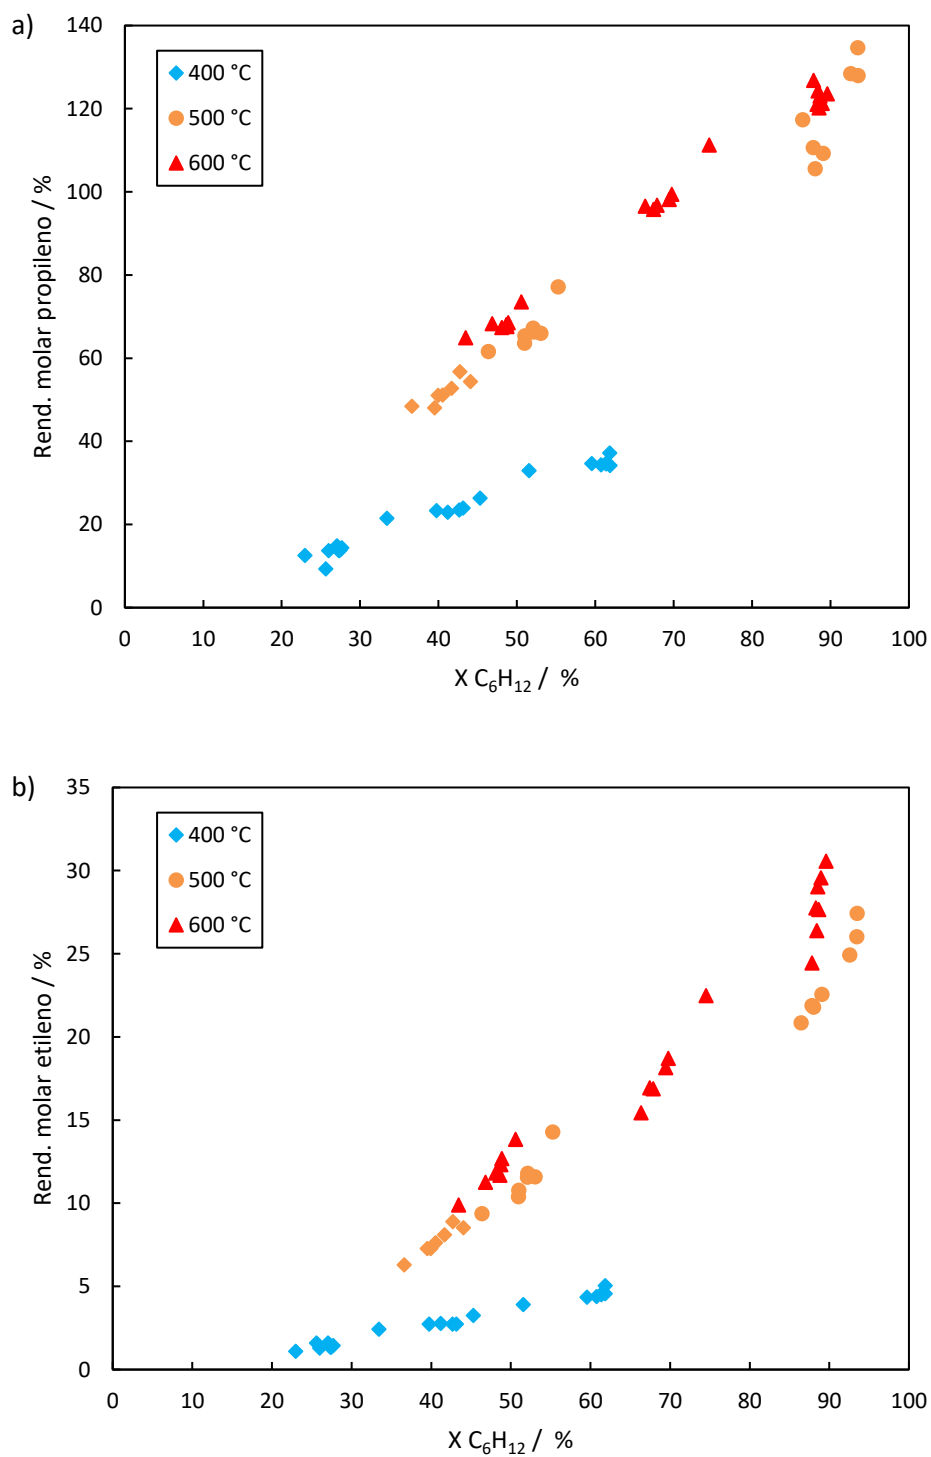 a)
140
120
100
80
60
40
20
0
Rend. molar propileno / %
400 °C
500 °C
600 °C
0 10 20 30 40 50 60 70 80 90 100
X C₆H₁₂ / %
b)
35
30
25
20
15
10
5
0
Rend. molar etileno / %
400 °C
500 °C
600 °C
0 10 20 30 40 50 60 70 80 90 100
X C₆H₁₂ / %